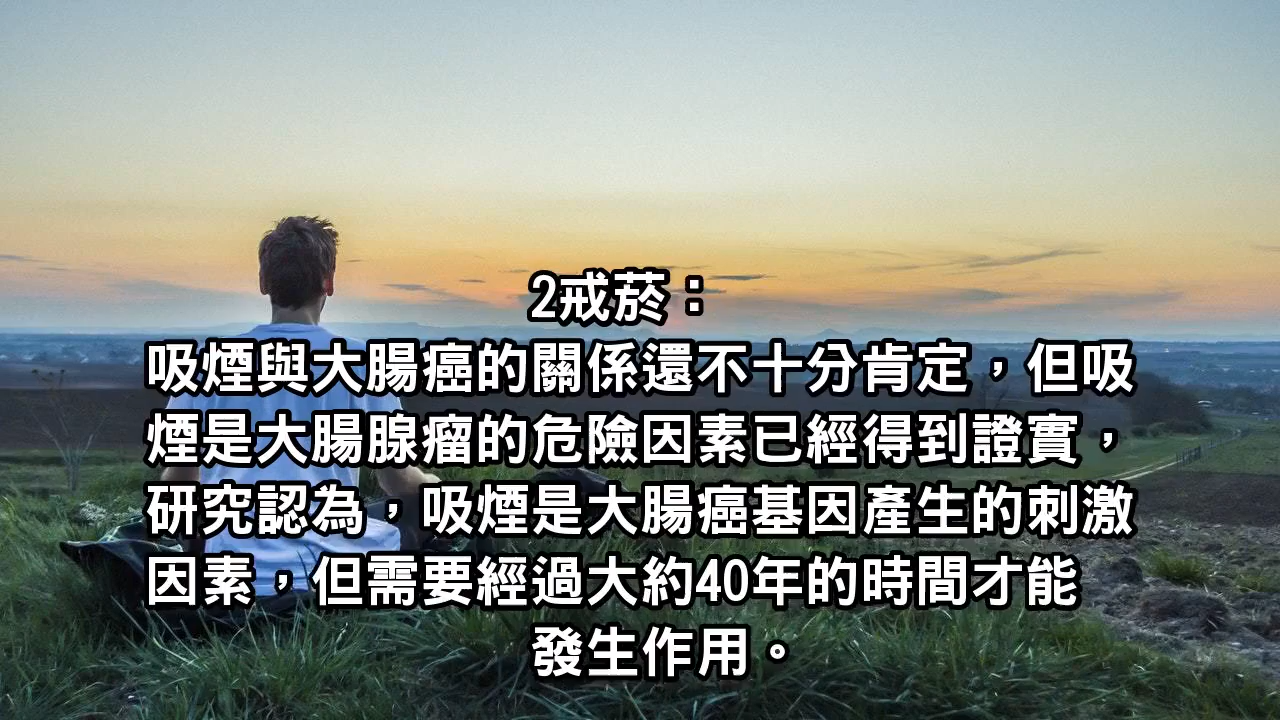 2戒菸：
吸煙與大腸癌的關係還不十分肯定，但吸
煙是大腸腺瘤的危險因素已經得到證實，
研究認為，吸煙是大腸癌基因產生的刺激
因素，但需要經過大約40年的時間才能
發生作用。